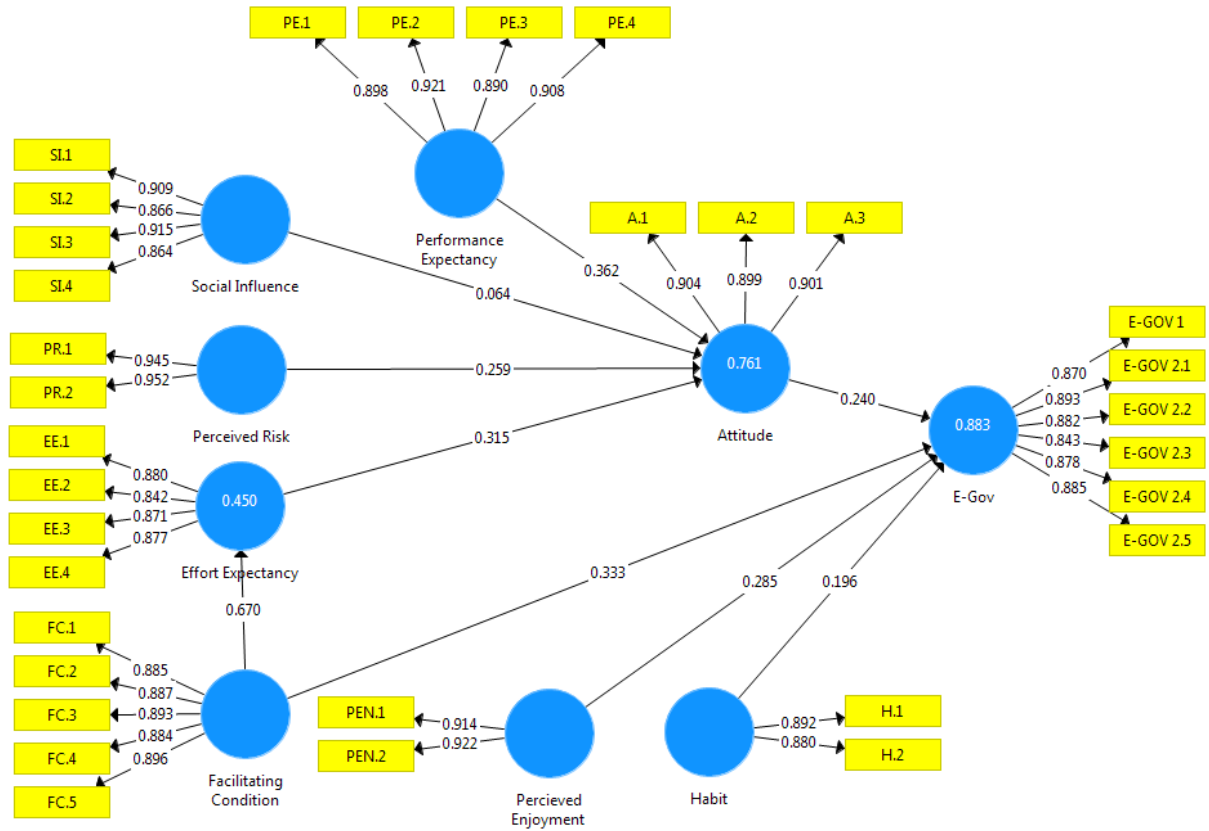 PE.1
PE.2
PE.3
PE.4
0.898
0.921
0.890
0.908
Performance
Expectancy
SI.1
SI.2
SI.3
SI.4
0.909
0.866
0.915
0.864
Social Influence
A.1
A.2
A.3
0.904
0.899
0.901
0.362
0.064
PR.1
PR.2
0.945
0.952
Perceived Risk
0.259
0.761
Attitude
0.240
0.883
E-Gov
E-GOV 1
E-GOV 2.1
E-GOV 2.2
E-GOV 2.3
E-GOV 2.4
E-GOV 2.5
0.870
0.893
0.882
0.843
0.878
0.885
EE.1
EE.2
EE.3
EE.4
0.880
0.842
0.871
0.877
0.450
Effort Expectancy
0.315
0.670
0.333
0.285
0.196
FC.1
FC.2
FC.3
FC.4
FC.5
0.885
0.887
0.893
0.884
0.896
Facilitating
Condition
PEN.1
PEN.2
0.914
0.922
Percieved
Enjoyment
Habit
0.892
0.880
H.1
H.2